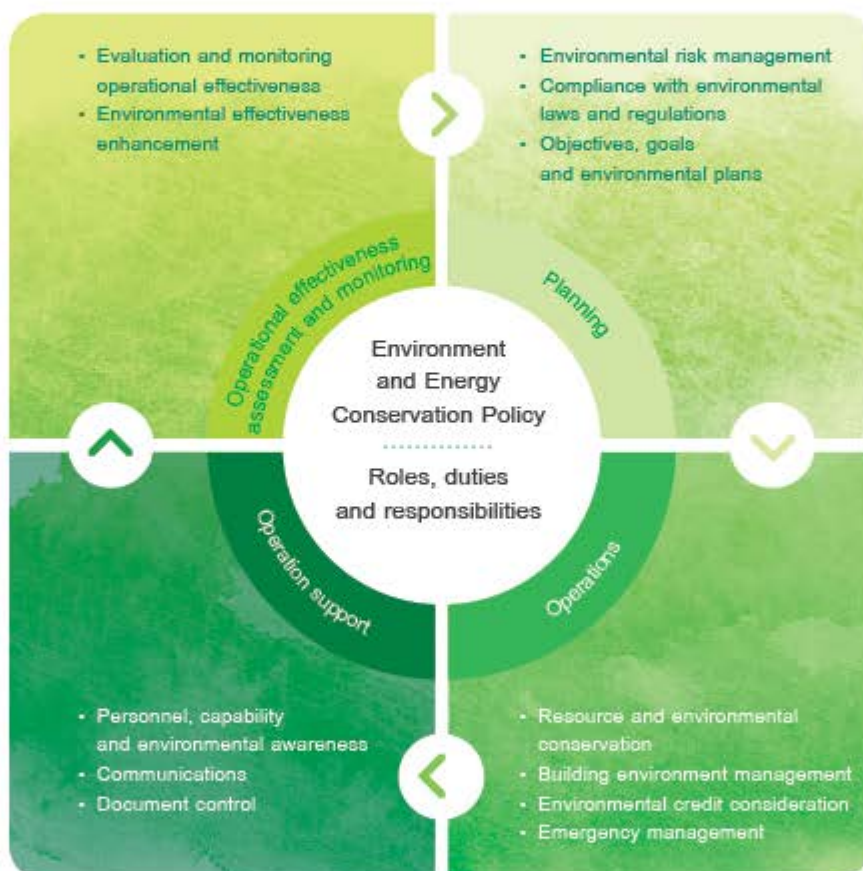 • Evaluation and monitoring
operational effectiveness
• Environmental effectiveness
enhancement
• Environmental risk management
• Compliance with environmental
laws and regulations
• Objectives, goals
and environmental plans
Operational effectiveness
assessment and monitoring
Planning
Environment
and Energy
Conservation Policy
Roles, duties
and responsibilities
Operation support
Operations
• Personnel, capability
and environmental awareness
• Communications
• Document control
• Resource and environmental
conservation
• Building environment management
• Environmental credit consideration
• Emergency management